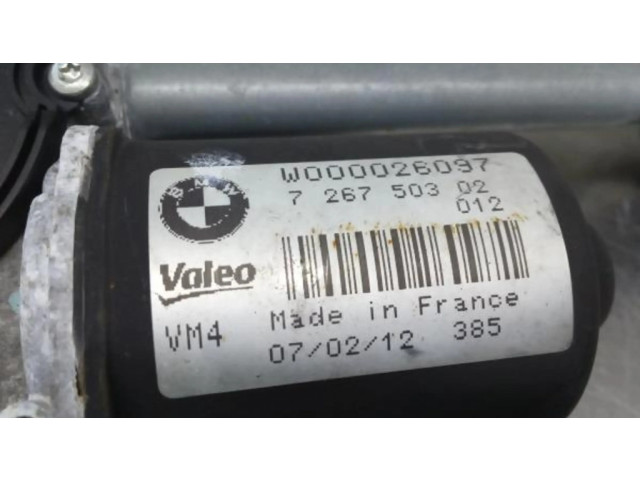 W000026097
7 267 503 02
012
BMW
Valeo
VM4
Made in France
07/02/12 385